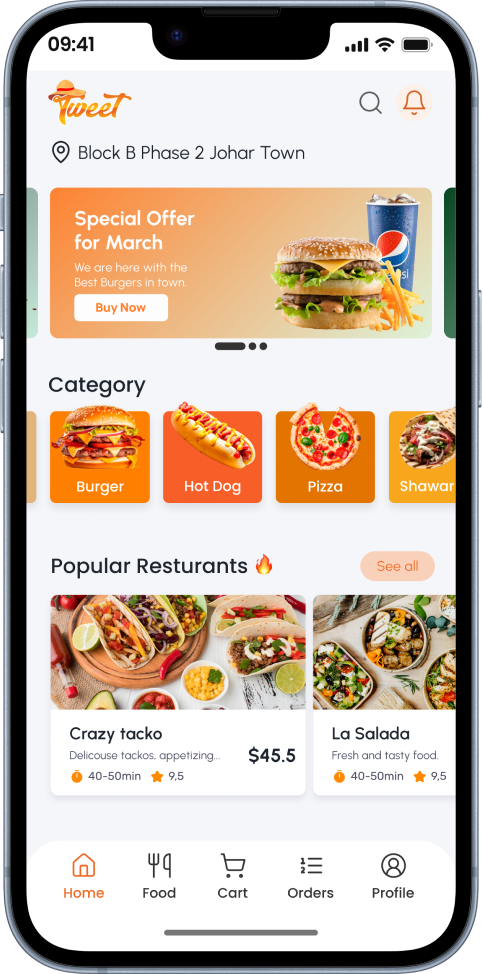 09:41
Tweet
Block B Phase 2 Johar Town
Special Offer
for March
We are here with the
Best Burgers in town.
Buy Now
pepsi
Category
Burger
Hot Dog
Pizza
Shawar
Popular Resturants
See all
Crazy tacko
Delicouse tackos, appetizing...
$45.5
40-50min
9,5
La Salada
Fresh and tasty food.
40-50min
9,5
Home
Food
Cart
Orders
Profile